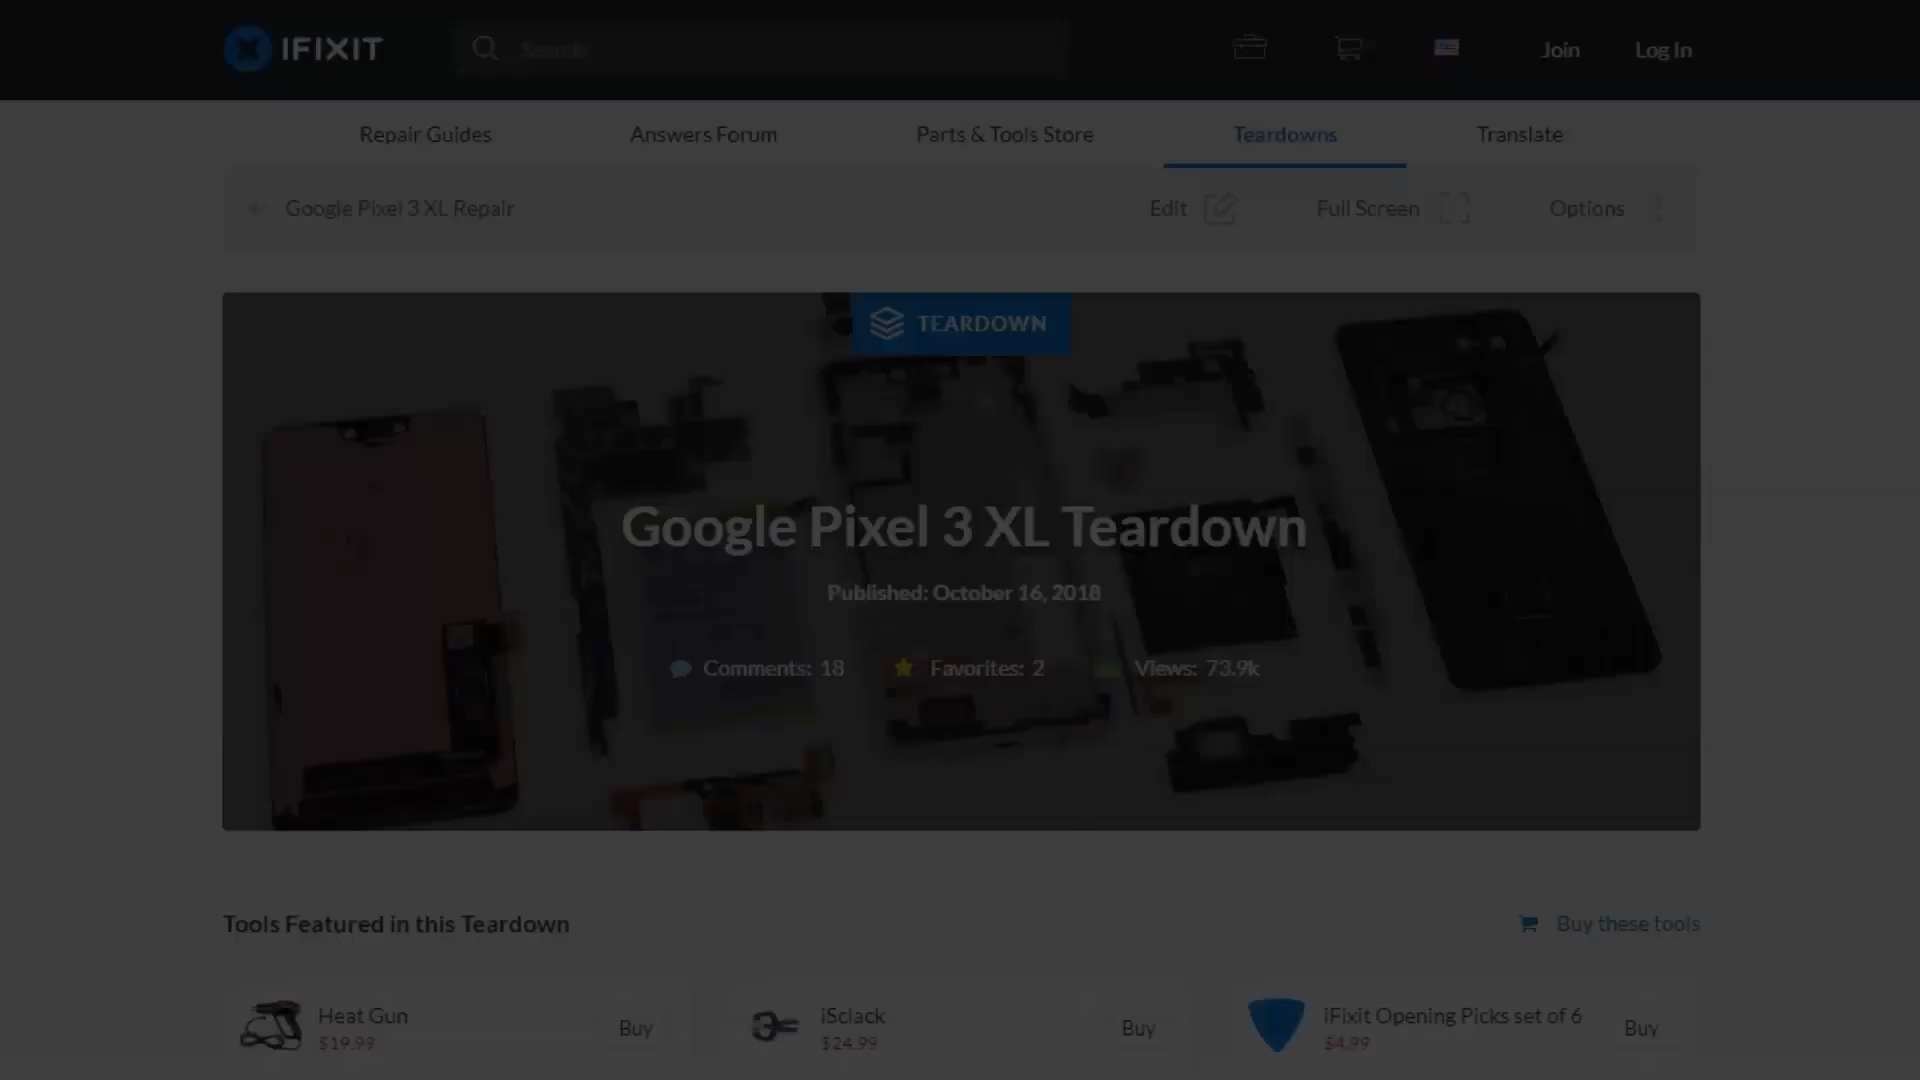 IFIXIT
Search
Join
Log In
Repair Guides
Answers Forum
Parts & Tools Store
Teardowns
Translate
Google Pixel 3 XL Repair
Edit
Full Screen
Options
TEARDOWN
Google Pixel 3 XL Teardown
Published: October 16, 2018
Comments: 18
Favorites: 2
Views: 73.9k
Tools Featured in this Teardown
Buy these tools
Heat Gun
$19.99
Buy
iSclack
$24.99
Buy
iFixit Opening Picks set of 6
$4.99
Buy